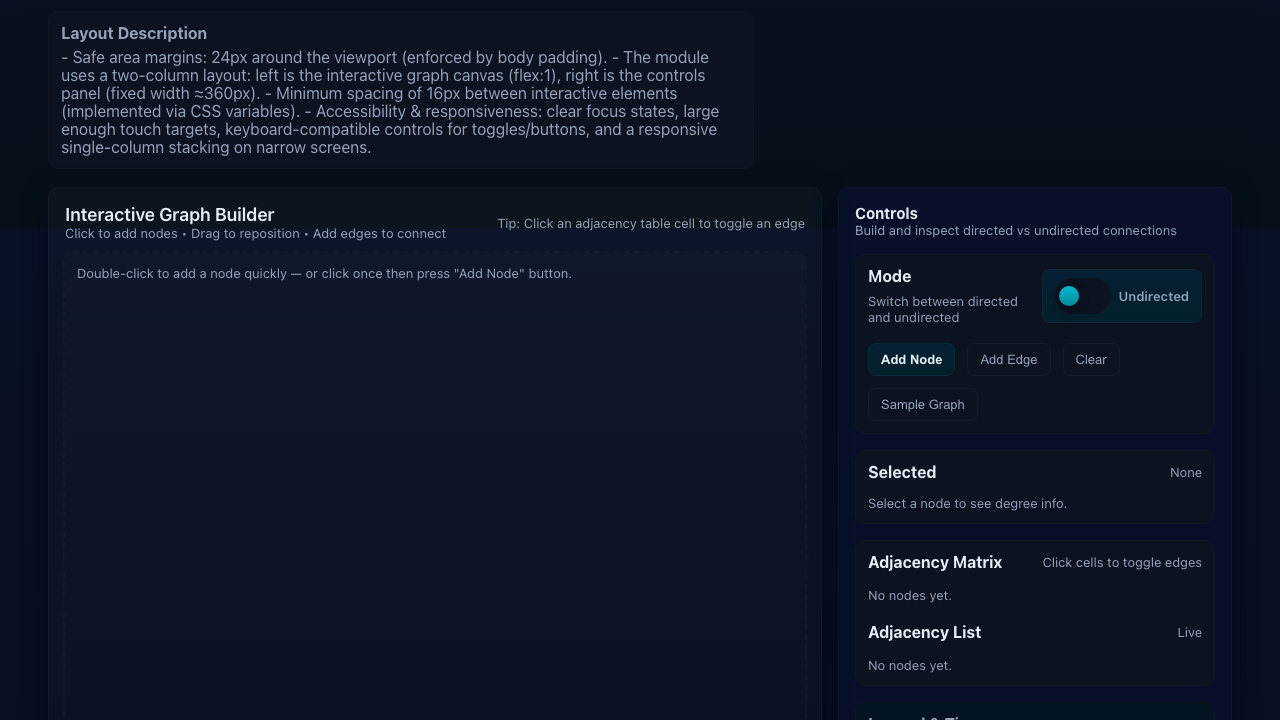 Layout Description
- Safe area margins: 24px around the viewport (enforced by body padding). - The module
uses a two-column layout: left is the interactive graph canvas (flex:1), right is the controls
panel (fixed width ≈360px). - Minimum spacing of 16px between interactive elements
(implemented via CSS variables). - Accessibility & responsiveness: clear focus states, large
enough touch targets, keyboard-compatible controls for toggles/buttons, and a responsive
single-column stacking on narrow screens.
Interactive Graph Builder
Click to add nodes • Drag to reposition • Add edges to connect
Tip: Click an adjacency table cell to toggle an edge
Double-click to add a node quickly — or click once then press "Add Node" button.
Controls
Build and inspect directed vs undirected connections
Mode
Switch between directed
and undirected
Undirected
Add Node
Add Edge
Clear
Sample Graph
Selected
None
Select a node to see degree info.
Adjacency Matrix
Click cells to toggle edges
No nodes yet.
Adjacency List
Live
No nodes yet.